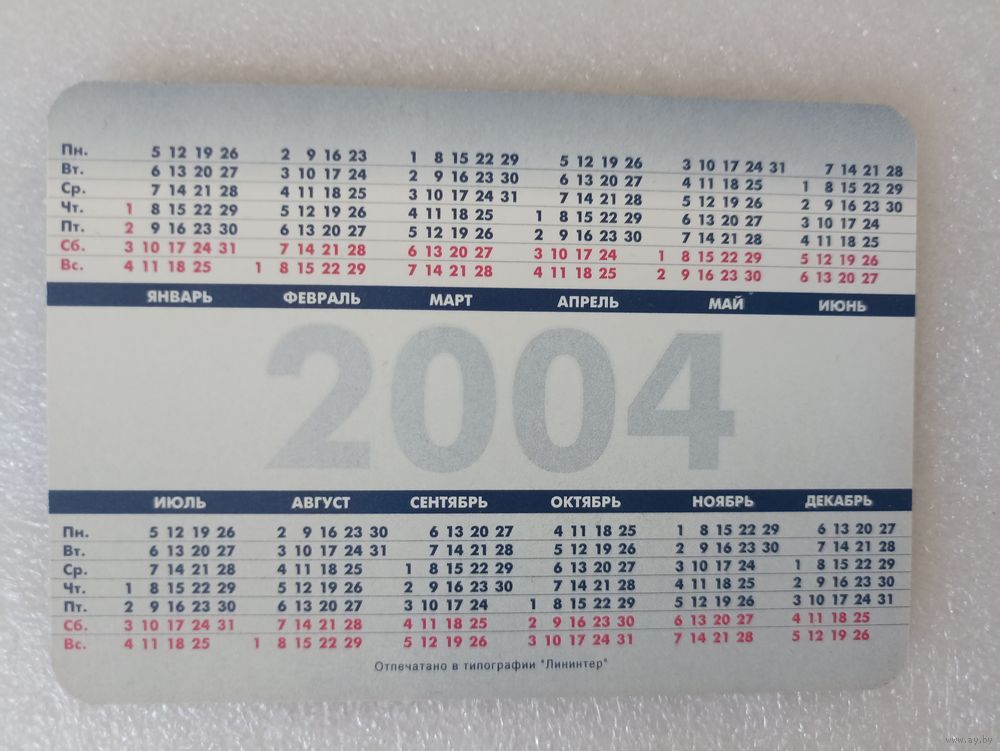 Пн. 5 12 19 26 2 9 16 23 1 8 15 22 29 5 12 19 26 3 10 17 24 31 7 14 21 28
Вт. 6 13 20 27 3 10 17 24 2 9 16 23 30 6 13 20 27 4 11 18 25 1 8 15 22 29
Ср. 7 14 21 28 4 11 18 25 3 10 17 24 31 7 14 21 28 5 12 19 26 2 9 16 23 30
Чт. 1 8 15 22 29 5 12 19 26 4 11 18 25 1 8 15 22 29 6 13 20 27 3 10 17 24
Пт. 2 9 16 23 30 6 13 20 27 5 12 19 26 2 9 16 23 30 7 14 21 28 4 11 18 25
Сб. 3 10 17 24 31 7 14 21 28 6 13 20 27 3 10 17 24 1 8 15 22 29 5 12 19 26
Вс. 4 11 18 25 1 8 15 22 29 7 14 21 28 4 11 18 25 2 9 16 23 30 6 13 20 27
ЯНВАРЬ ФЕВРАЛЬ МАРТ АПРЕЛЬ МАЙ ИЮНЬ
2004
ИЮЛЬ АВГУСТ СЕНТЯБРЬ ОКТЯБРЬ НОЯБРЬ ДЕКАБРЬ
Пн. 5 12 19 26 2 9 16 23 30 6 13 20 27 4 11 18 25 1 8 15 22 29 6 13 20 27
Вт. 6 13 20 27 3 10 17 24 31 7 14 21 28 5 12 19 26 2 9 16 23 30 7 14 21 28
Ср. 7 14 21 28 4 11 18 25 1 8 15 22 29 6 13 20 27 3 10 17 24 1 8 15 22 29
Чт. 1 8 15 22 29 5 12 19 26 2 9 16 23 30 7 14 21 28 4 11 18 25 2 9 16 23 30
Пт. 2 9 16 23 30 6 13 20 27 3 10 17 24 1 8 15 22 29 5 12 19 26 3 10 17 24 31
Сб. 3 10 17 24 31 7 14 21 28 4 11 18 25 2 9 16 23 30 6 13 20 27 4 11 18 25
Вс. 4 11 18 25 1 8 15 22 29 5 12 19 26 3 10 17 24 31 7 14 21 28 5 12 19 26
Отпечатано в типографии "Лининтер"
www.ay.by